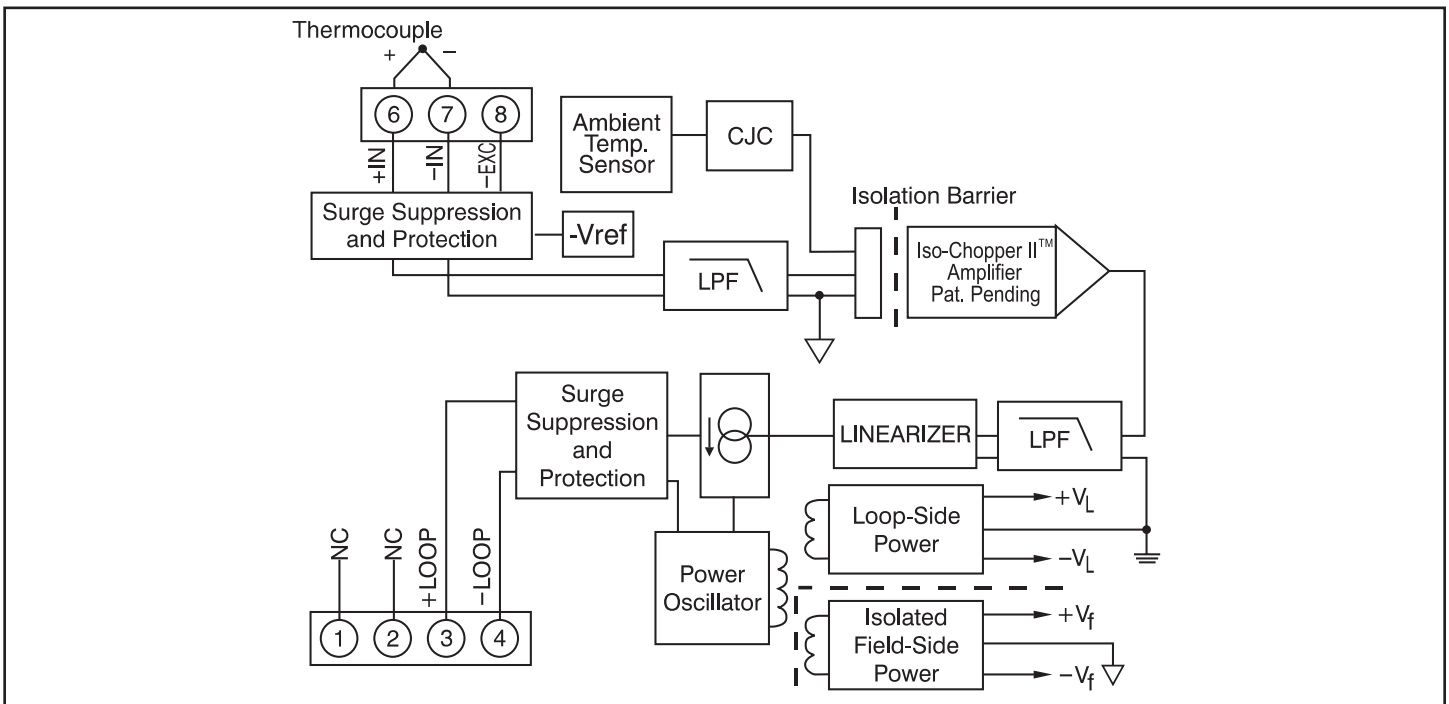 Thermocouple
+ −
6 7 8
+IN
−IN
−EXC
Surge Suppression
and Protection
-Vref
Ambient
Temp.
Sensor
CJC
LPF
Isolation Barrier
Iso-Chopper II™
Amplifier
Pat. Pending
Surge
Suppression
and
Protection
LINEARIZER
LPF
Loop-Side
Power
+VL
−VL
Power
Oscillator
Isolated
Field-Side
Power
+Vf
−Vf
NC
NC
+LOOP
−LOOP
1 2 3 4